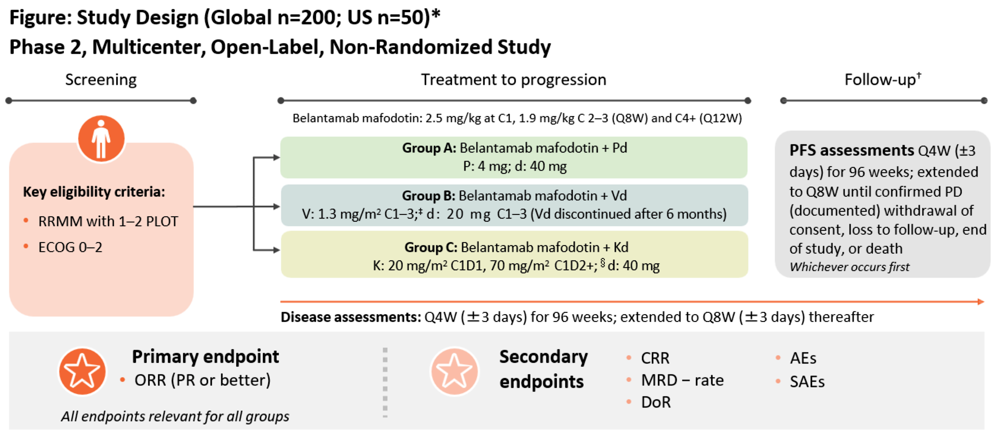 Figure: Study Design (Global n=200; US n=50)*
Phase 2, Multicenter, Open-Label, Non-Randomized Study
Screening
Treatment to progression
Follow-up†
Key eligibility criteria:
• RRMM with 1–2 PLOT
• ECOG 0–2
Belantamab mafodotin: 2.5 mg/kg at C1, 1.9 mg/kg C 2–3 (Q8W) and C4+ (Q12W)
Group A: Belantamab mafodotin + Pd
P: 4 mg; d: 40 mg
Group B: Belantamab mafodotin + Vd
V: 1.3 mg/m² C1–3;‡ d: 20 mg C1–3 (Vd discontinued after 6 months)
Group C: Belantamab mafodotin + Kd
K: 20 mg/m² C1D1, 70 mg/m² C1D2+;§ d: 40 mg
PFS assessments Q4W (±3
days) for 96 weeks; extended
to Q8W until confirmed PD
(documented) withdrawal of
consent, loss to follow-up, end
of study, or death
Whichever occurs first
Disease assessments: Q4W (±3 days) for 96 weeks; extended to Q8W (±3 days) thereafter
Primary endpoint
• ORR (PR or better)
All endpoints relevant for all groups
Secondary
endpoints
• CRR
• MRD – rate
• DoR
• AEs
• SAEs